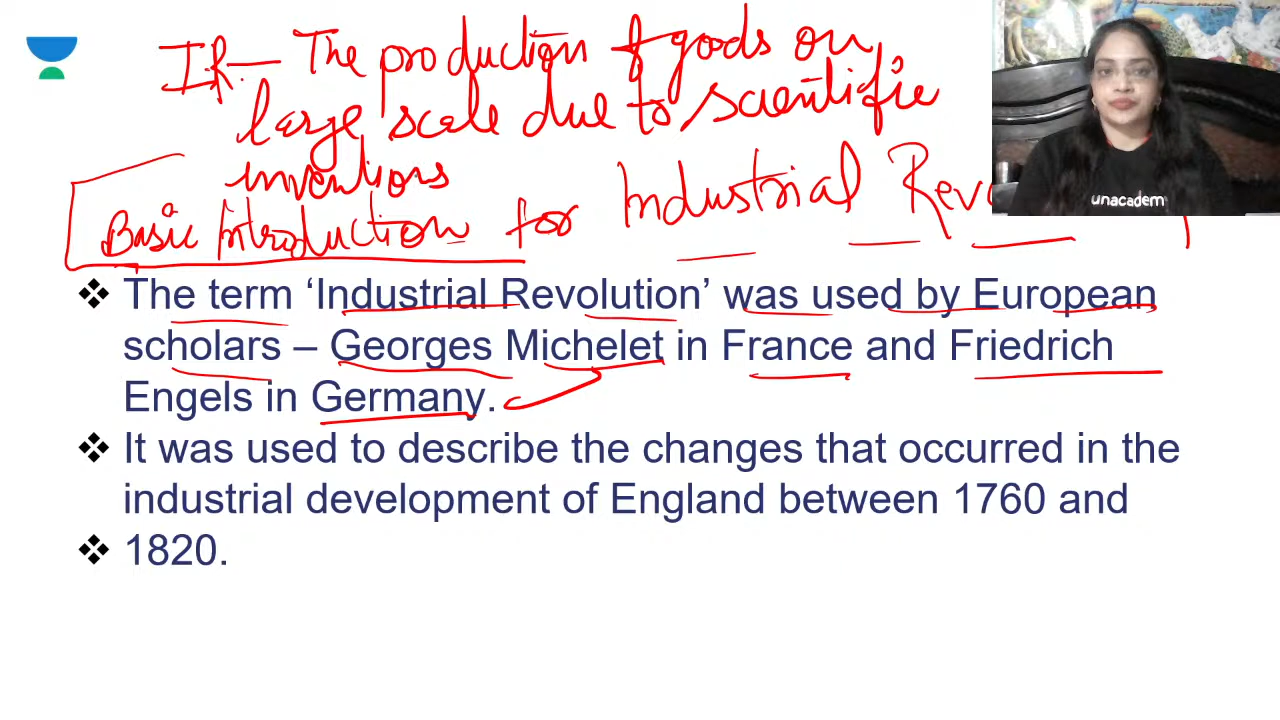 I.R.— The production of goods on
large scale due to scientific
inventions
Basic Introduction for Industrial Rev
unacadem
❖ The term ‘Industrial Revolution’ was used by European
scholars – Georges Michelet in France and Friedrich
Engels in Germany.
❖ It was used to describe the changes that occurred in the
industrial development of England between 1760 and
❖ 1820.